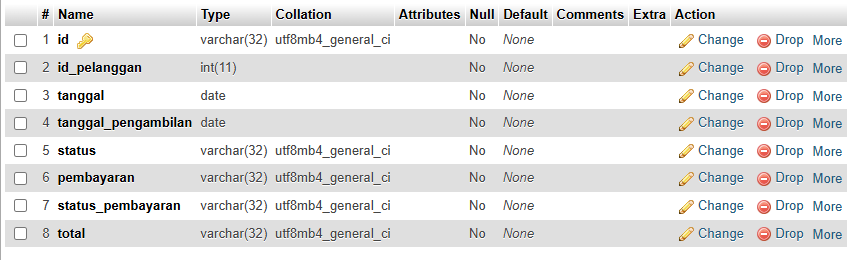 # Name Type Collation Attributes Null Default Comments Extra Action
1 id varchar(32) utf8mb4_general_ci No None Change Drop More
2 id_pelanggan int(11) No None Change Drop More
3 tanggal date No None Change Drop More
4 tanggal_pengambilan date No None Change Drop More
5 status varchar(32) utf8mb4_general_ci No None Change Drop More
6 pembayaran varchar(32) utf8mb4_general_ci No None Change Drop More
7 status_pembayaran varchar(32) utf8mb4_general_ci No None Change Drop More
8 total varchar(32) utf8mb4_general_ci No None Change Drop More